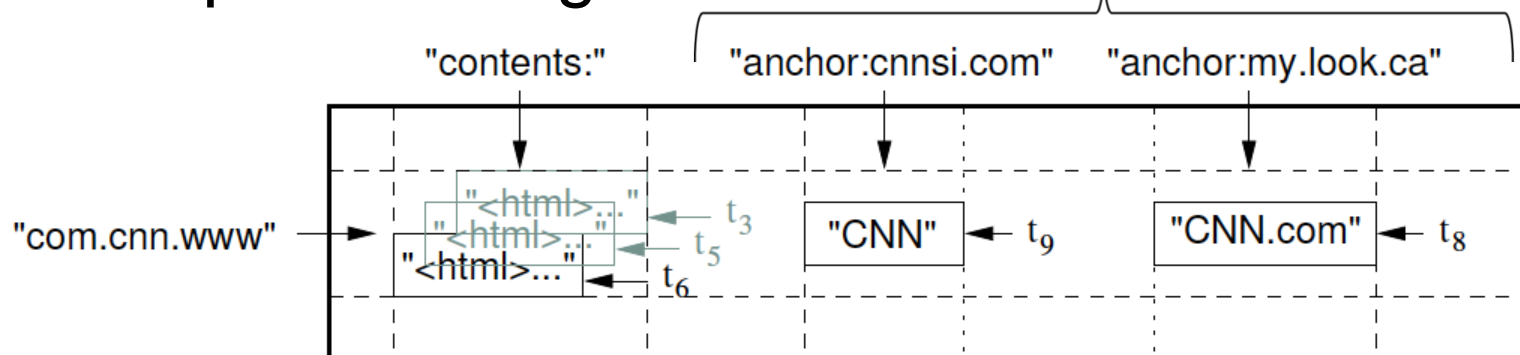 "contents:" "anchor:cnnsi.com" "anchor:my.look.ca"
"<html>..." t3
"com.cnn.www" "<html>..." t5 "CNN" t9 "CNN.com" t8
"<html>..." t6